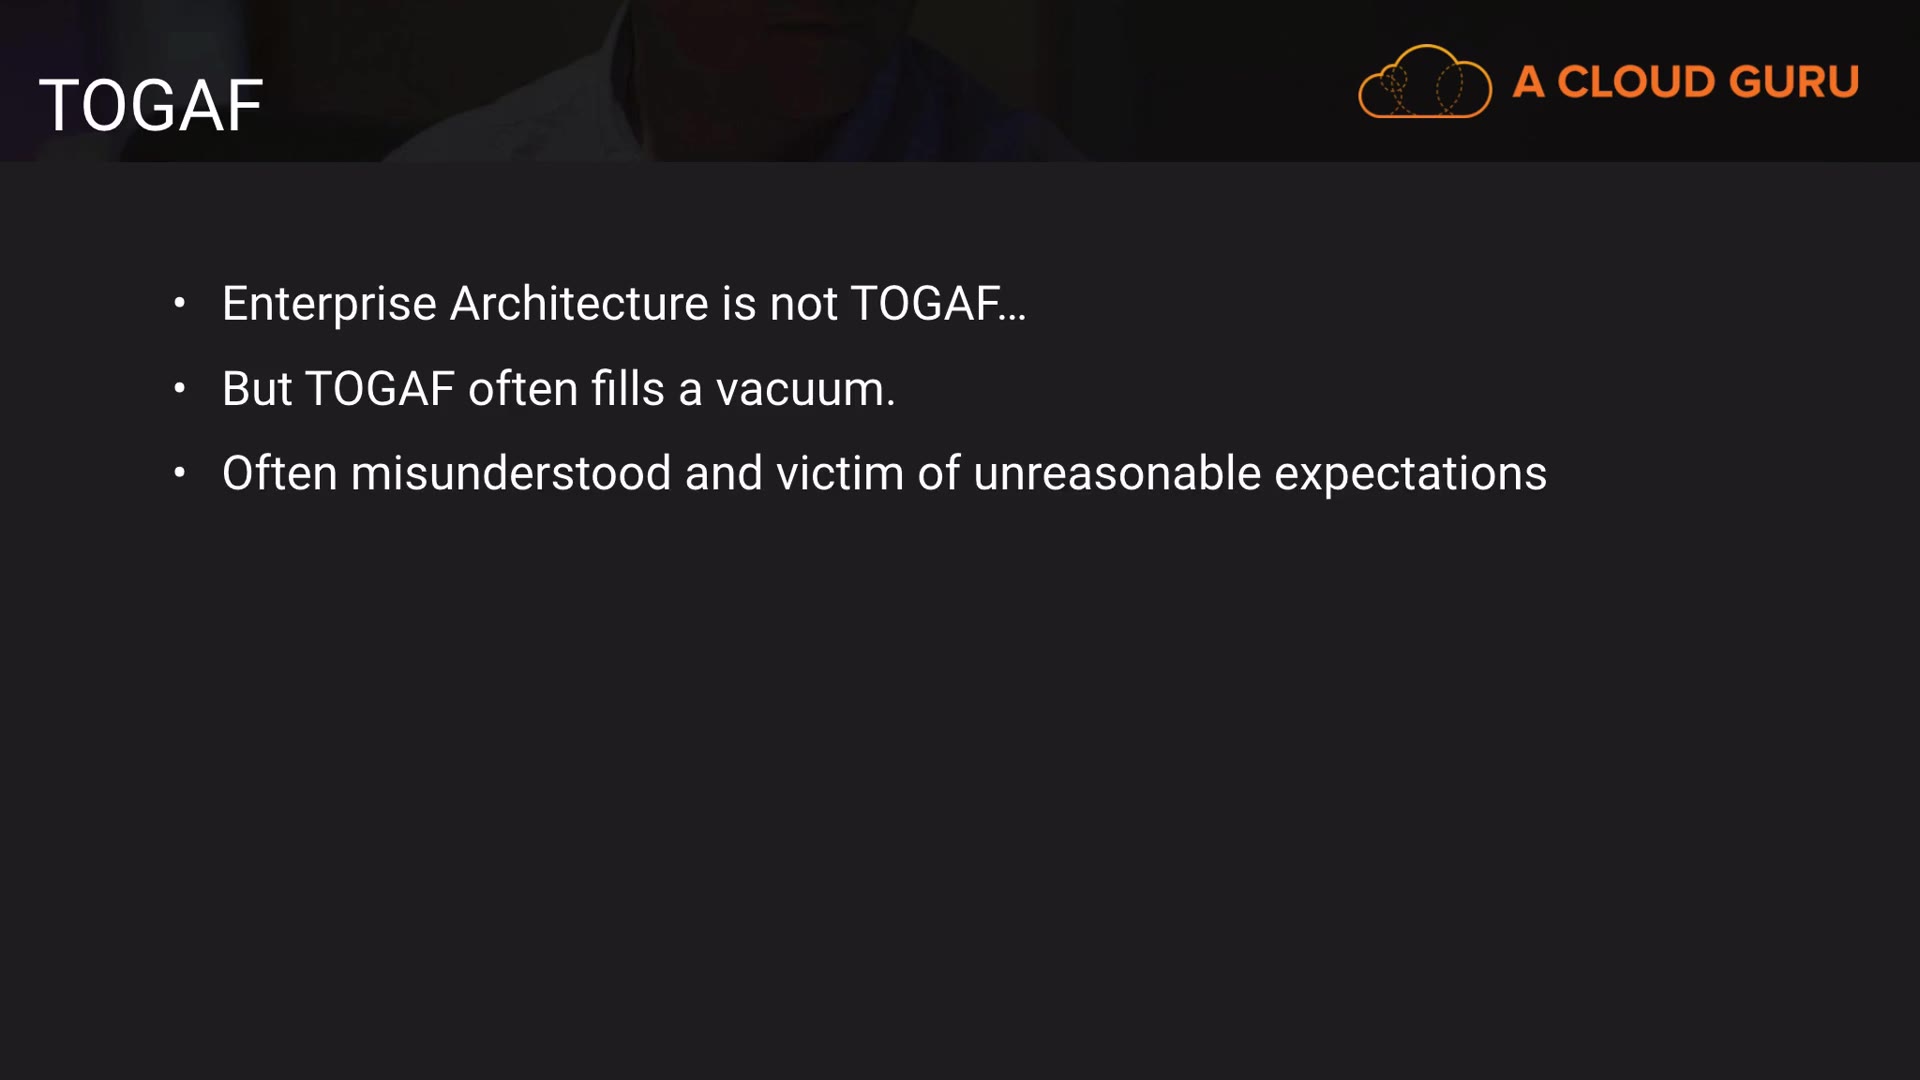 TOGAF
A CLOUD GURU
• Enterprise Architecture is not TOGAF...
• But TOGAF often fills a vacuum.
• Often misunderstood and victim of unreasonable expectations